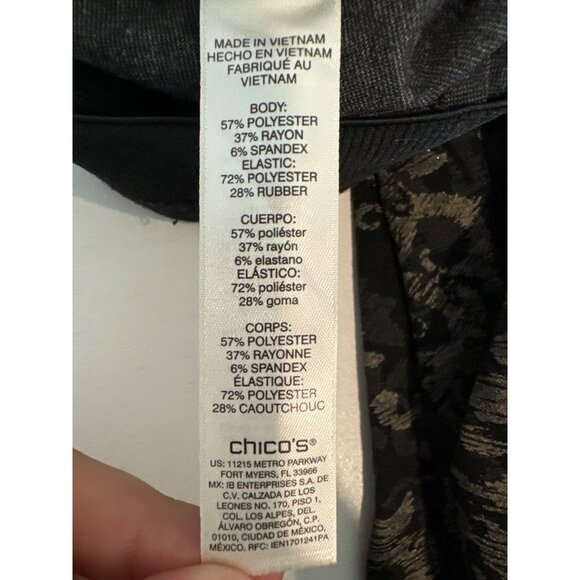 MADE IN VIETNAM
HECHO EN VIETNAM
FABRIQUÉ AU
VIETNAM
BODY:
57% POLYESTER
37% RAYON
6% SPANDEX
ELASTIC:
72% POLYESTER
28% RUBBER
CUERPO:
57% poliéster
37% rayón
6% elastano
ELÁSTICO:
72% poliéster
28% goma
CORPS:
57% POLYESTER
37% RAYONNE
6% SPANDEX
ÉLASTIQUE:
72% POLYESTER
28% CAOUTCHOUC
chico's®
US: 11215 METRO PARKWAY
FORT MYERS, FL 33966
MX: IB ENTERPRISES S.A. DE
C.V. CALZADA DE LOS
LEONES NO. 170, PISO 1,
COL. LOS ALPES, DEL.
ÁLVARO OBREGÓN, C.P.
01010, CIUDAD DE MÉXICO,
MÉXICO. RFC: IEN1701241PA